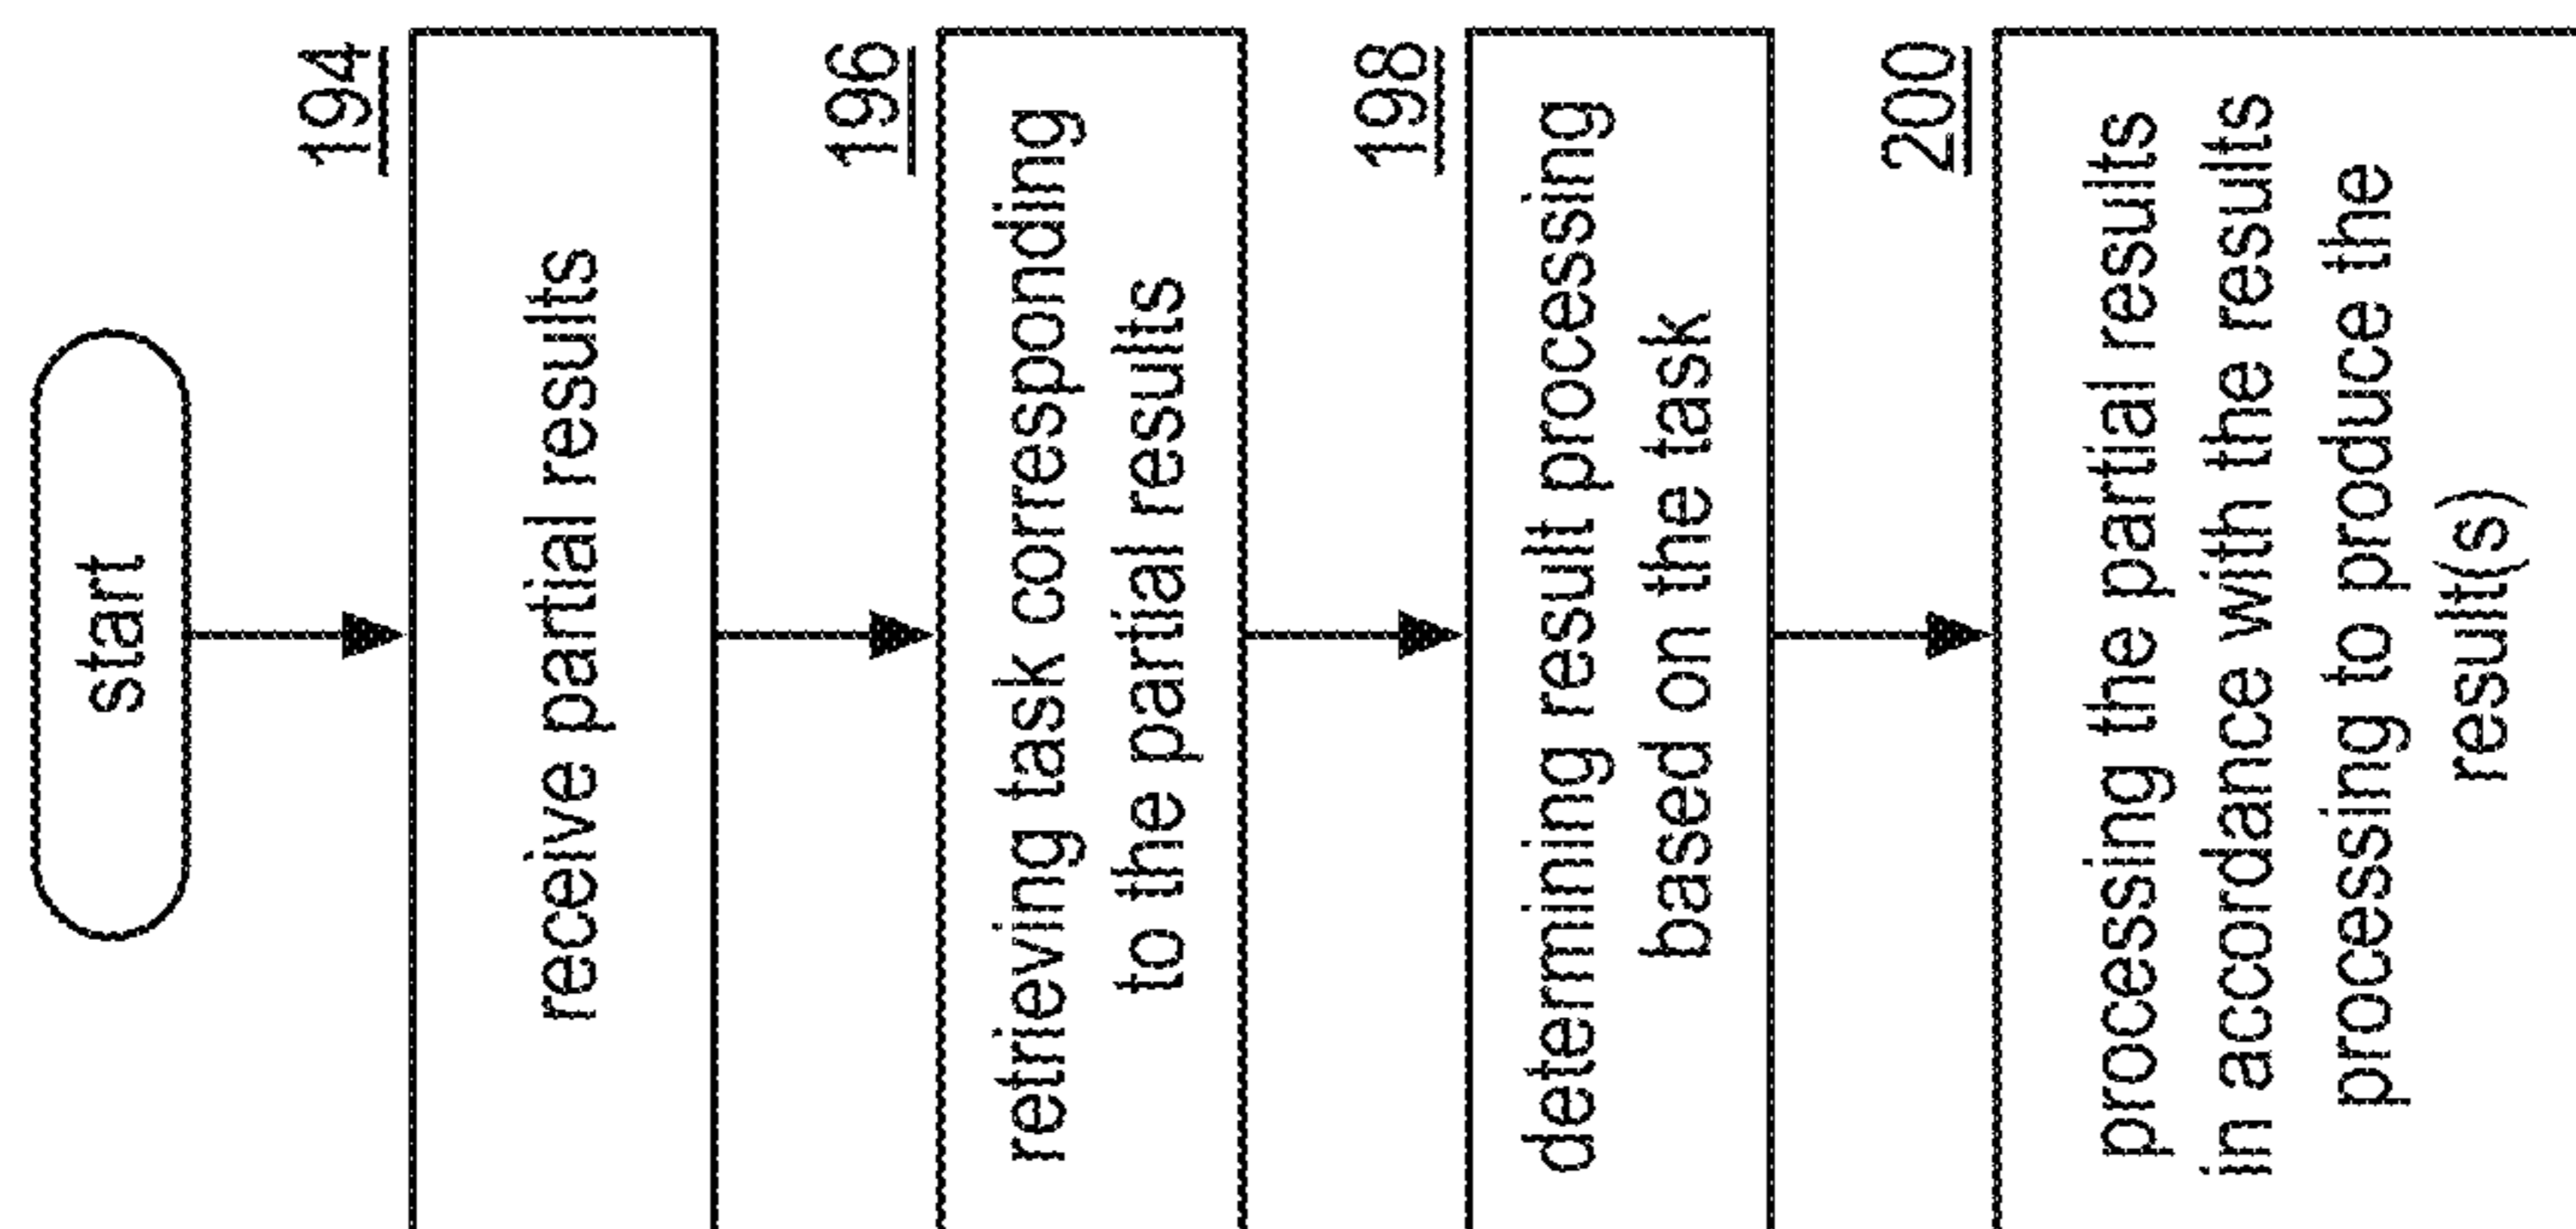 start
194
receive partial results
196
retrieving task corresponding
to the partial results
198
determining result processing
based on the task
200
processing the partial results
in accordance with the results
processing to produce the
result(s)